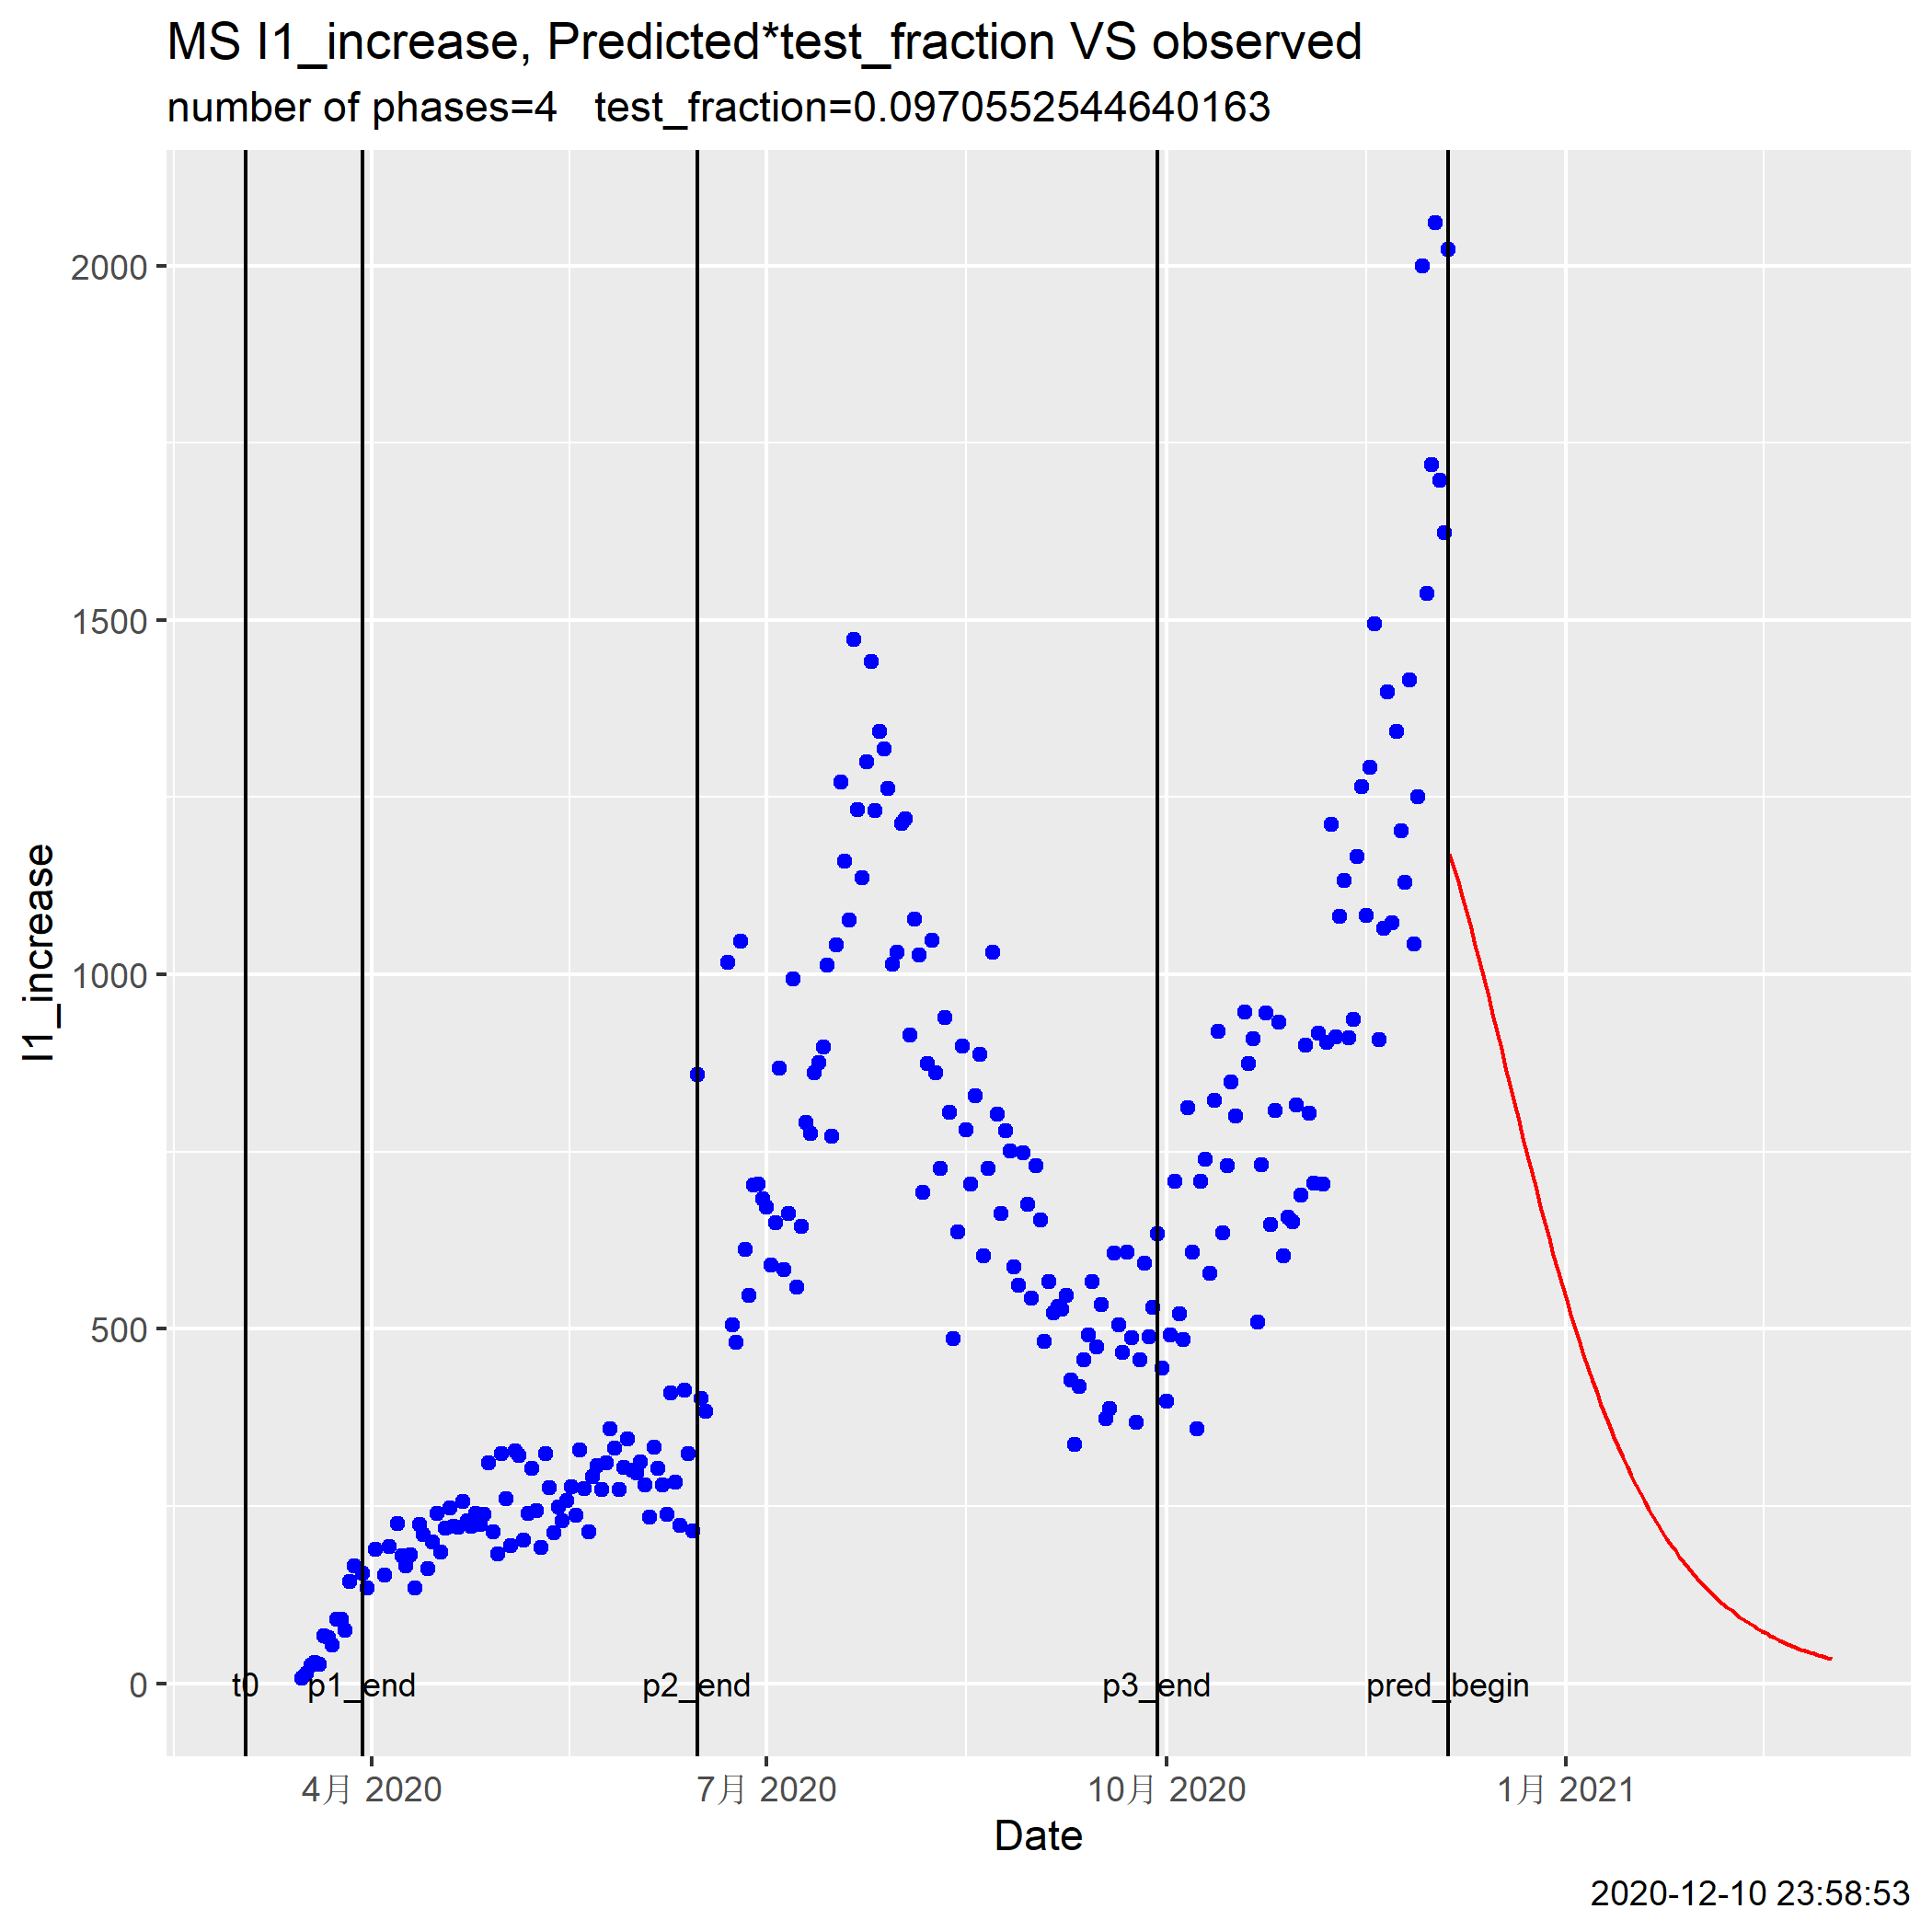 MS I1_increase, Predicted*test_fraction VS observed
number of phases=4   test_fraction=0.0970552544640163
2000
1500
1000
500
0
I1_increase
t0
p1_end
p2_end
p3_end
pred_begin
4月 2020
7月 2020
10月 2020
1月 2021
Date
2020-12-10 23:58:53